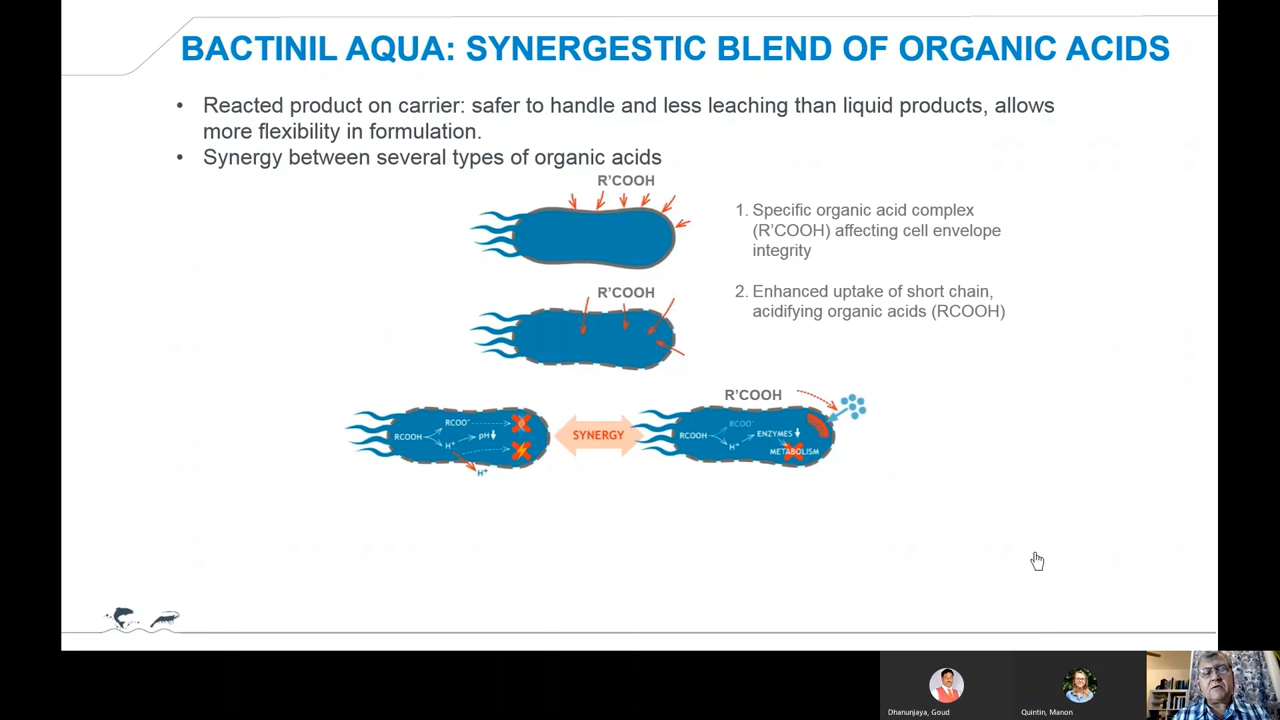 BACTINIL AQUA: SYNERGESTIC BLEND OF ORGANIC ACIDS
• Reacted product on carrier: safer to handle and less leaching than liquid products, allows
more flexibility in formulation.
• Synergy between several types of organic acids
R'COOH
1. Specific organic acid complex
(R'COOH) affecting cell envelope
integrity
R'COOH
2. Enhanced uptake of short chain,
acidifying organic acids (RCOOH)
RCOOH
RCOO⁻
H⁺
pH
H⁺
SYNERGY
R'COOH
RCOOH
RCOO⁻
H⁺
ENZYMES
METABOLISM
Dhanunjaya, Goud
Quintin, Manon